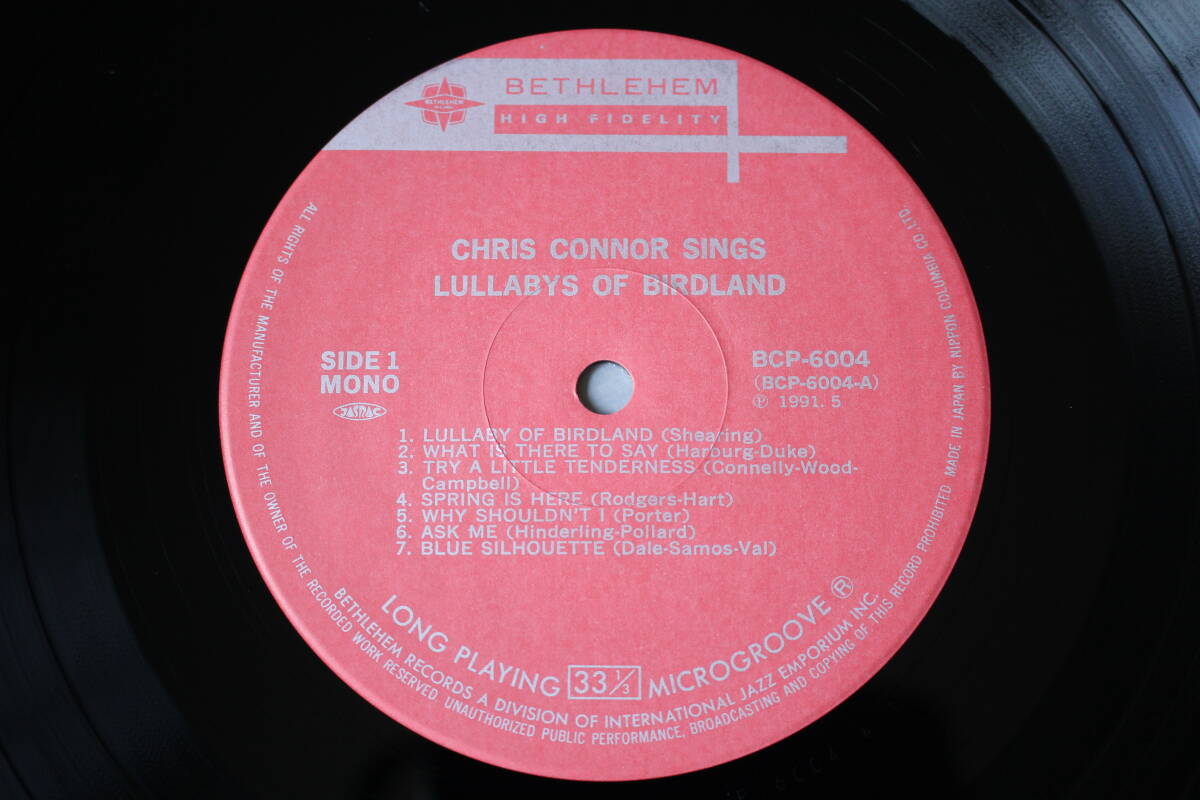 BETHLEHEM
BETHLEHEM
HIGH FIDELITY
CHRIS CONNOR SINGS
LULLABYS OF BIRDLAND
SIDE 1
MONO
JASRAC
BCP-6004
(BCP-6004-A)
Ⓟ 1991. 5
1. LULLABY OF BIRDLAND (Shearing)
2. WHAT IS THERE TO SAY (Harburg-Duke)
3. TRY A LITTLE TENDERNESS (Connelly-Wood-
Campbell)
4. SPRING IS HERE (Rodgers-Hart)
5. WHY SHOULDN'T I (Porter)
6. ASK ME (Hinderling-Pollard)
7. BLUE SILHOUETTE (Dale-Samos-Val)
LONG PLAYING 33 1/3 MICROGROOVE ®
BETHLEHEM RECORDS A DIVISION OF INTERNATIONAL JAZZ EMPORIUM INC.
ALL RIGHTS OF THE MANUFACTURER AND OF THE OWNER OF THE RECORDED WORK RESERVED. UNAUTHORIZED PUBLIC PERFORMANCE, BROADCASTING AND COPYING OF THIS RECORD PROHIBITED MADE IN JAPAN BY NIPPON COLUMBIA CO., LTD.